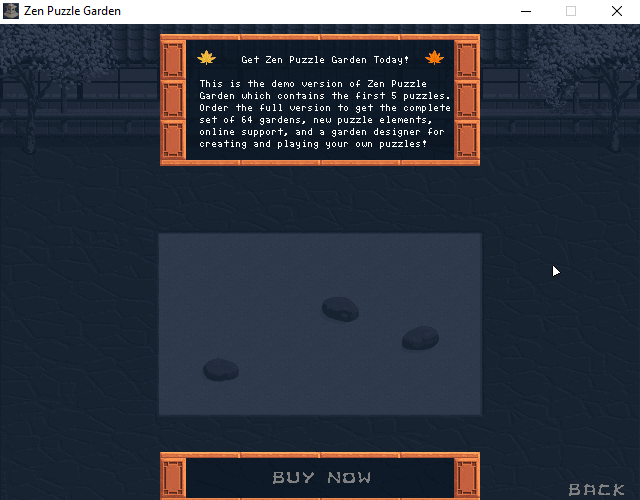 Zen Puzzle Garden
Get Zen Puzzle Garden Today!
This is the demo version of Zen Puzzle
Garden which contains the first 5 puzzles.
Order the full version to get the complete
set of 64 gardens, new puzzle elements,
online support, and a garden designer for
creating and playing your own puzzles!
BUY NOW
BACK